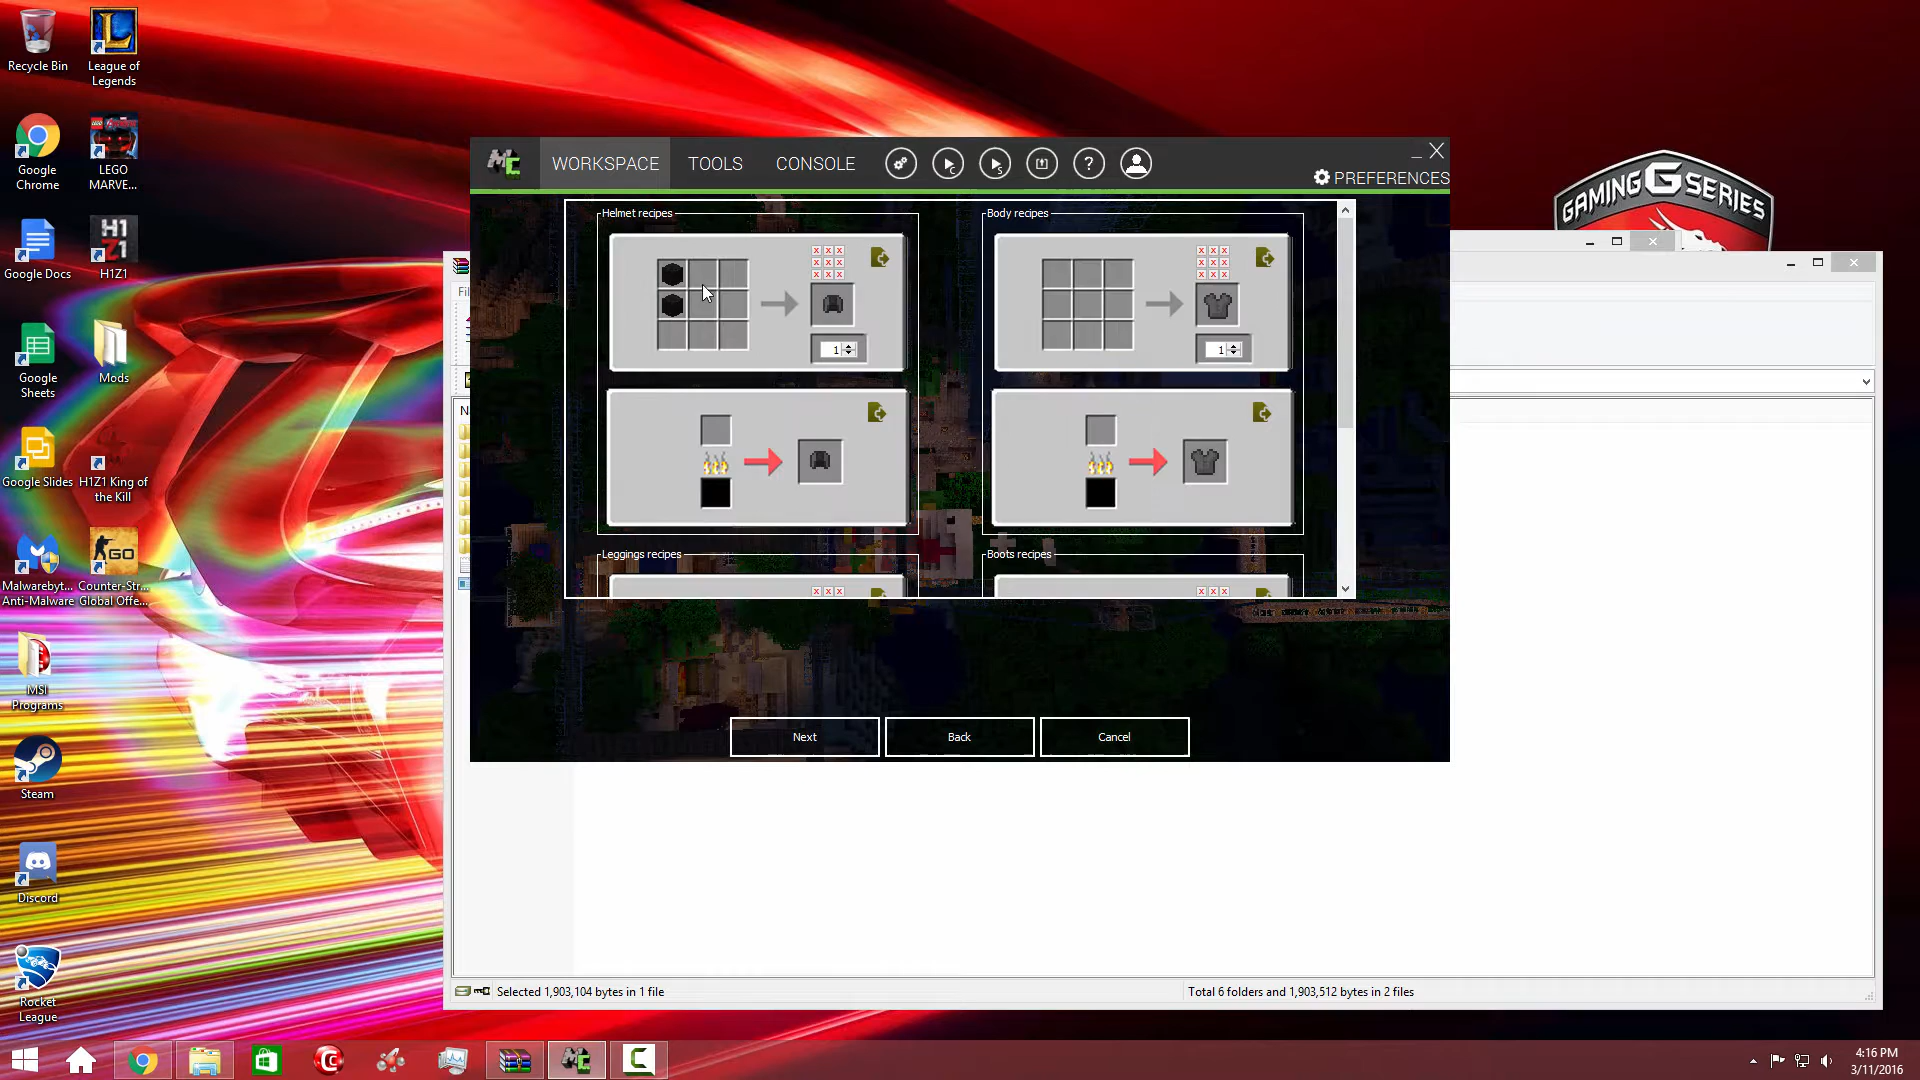 Recycle Bin
League of
Legends
Google
Chrome
LEGO
MARVE...
Google Docs
H1Z1
Google
Sheets
Mods
Google Slides
H1Z1 King of
the Kill
Malwarebyt...
Anti-Malware
Counter-Str...
Global Offe...
MSI
Programs
Steam
Discord
Rocket
League
WORKSPACE
TOOLS
CONSOLE
PREFERENCES
Helmet recipes
1
Body recipes
1
Leggings recipes
Boots recipes
Next
Back
Cancel
GAMING G SERIES
Fil
N
Selected 1,903,104 bytes in 1 file
Total 6 folders and 1,903,512 bytes in 2 files
4:16 PM
3/11/2016